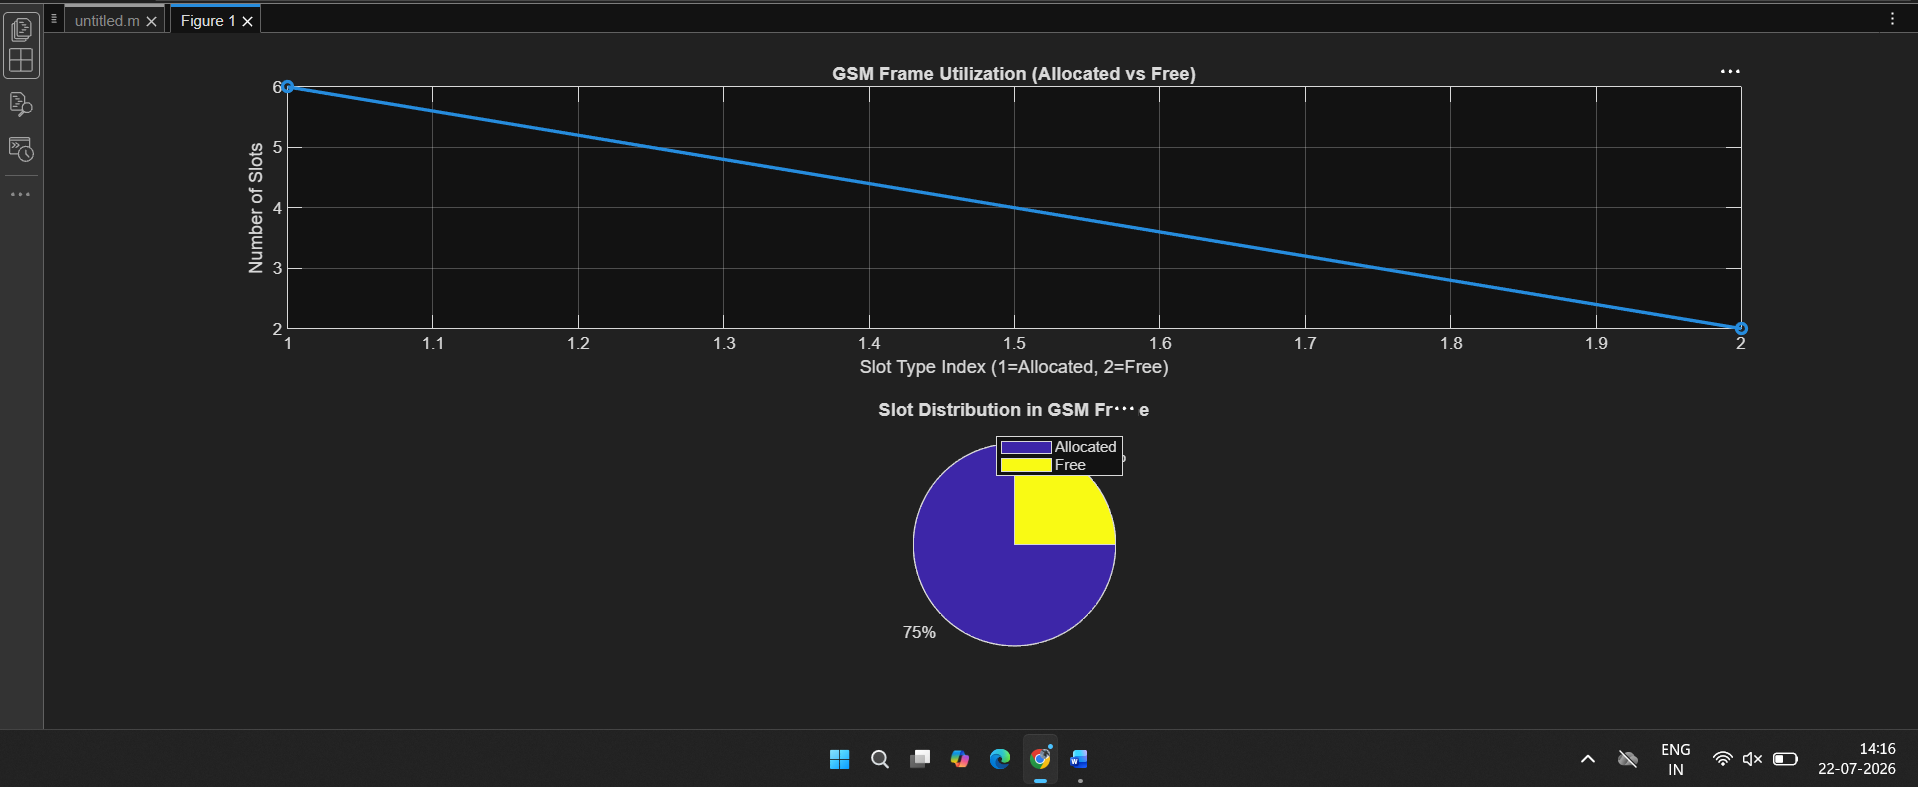 untitled.m
Figure 1
GSM Frame Utilization (Allocated vs Free)
Number of Slots
6
5
4
3
2
1 1.1 1.2 1.3 1.4 1.5 1.6 1.7 1.8 1.9 2
Slot Type Index (1=Allocated, 2=Free)
Slot Distribution in GSM Fr e
Allocated
Free
75%
ENG
IN
14:16
22-07-2026